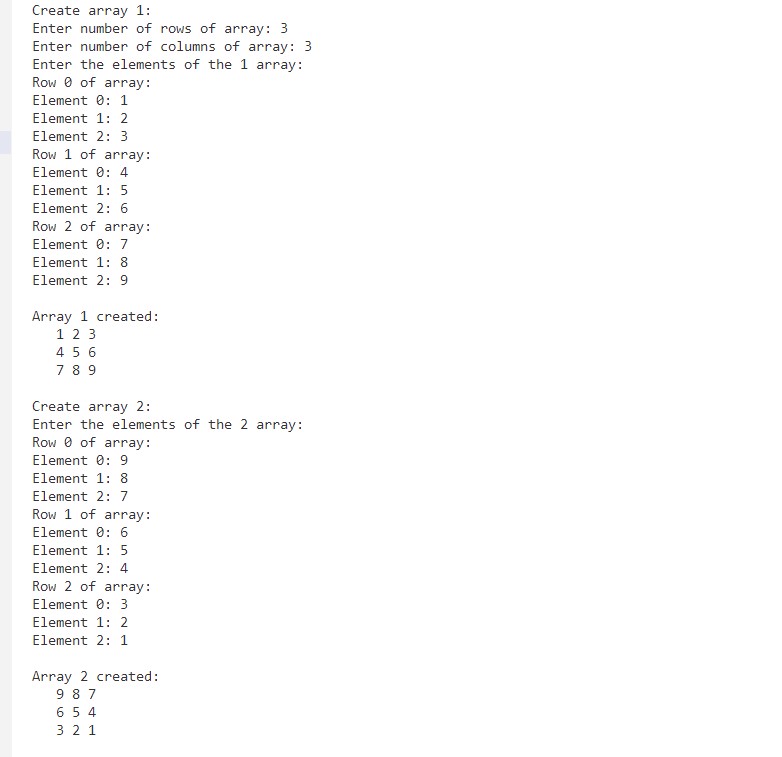 Create array 1:
Enter number of rows of array: 3
Enter number of columns of array: 3
Enter the elements of the 1 array:
Row 0 of array:
Element 0: 1
Element 1: 2
Element 2: 3
Row 1 of array:
Element 0: 4
Element 1: 5
Element 2: 6
Row 2 of array:
Element 0: 7
Element 1: 8
Element 2: 9
Array 1 created:
1 2 3
4 5 6
7 8 9
Create array 2:
Enter the elements of the 2 array:
Row 0 of array:
Element 0: 9
Element 1: 8
Element 2: 7
Row 1 of array:
Element 0: 6
Element 1: 5
Element 2: 4
Row 2 of array:
Element 0: 3
Element 1: 2
Element 2: 1
Array 2 created:
9 8 7
6 5 4
3 2 1